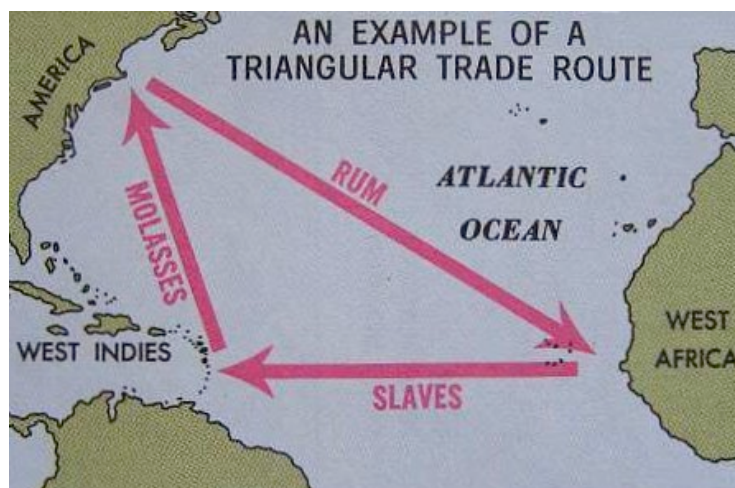 AN EXAMPLE OF A
TRIANGULAR TRADE ROUTE
AMERICA
RUM
ATLANTIC
OCEAN
MOLASSES
WEST INDIES
WEST
AFRICA
SLAVES